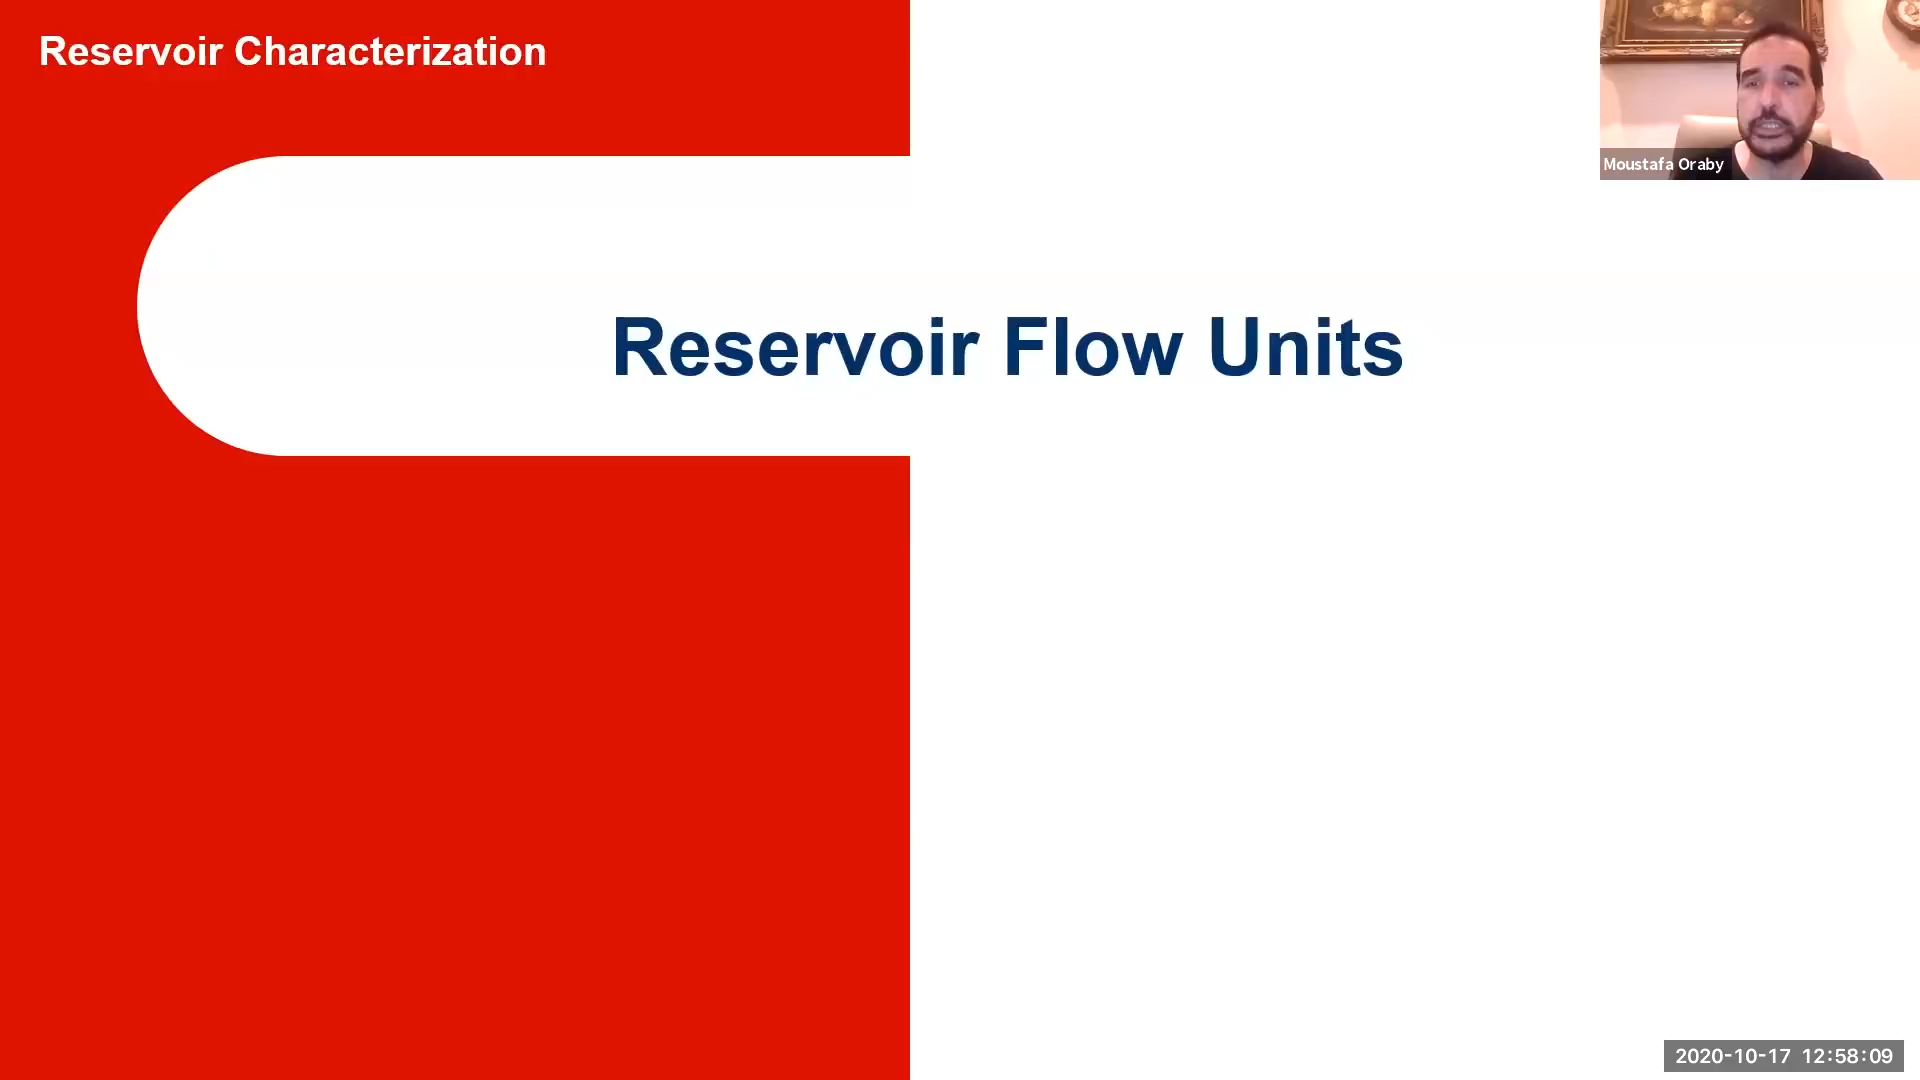 Reservoir Characterization
Moustafa Oraby
Reservoir Flow Units
2020-10-17 12:58:09